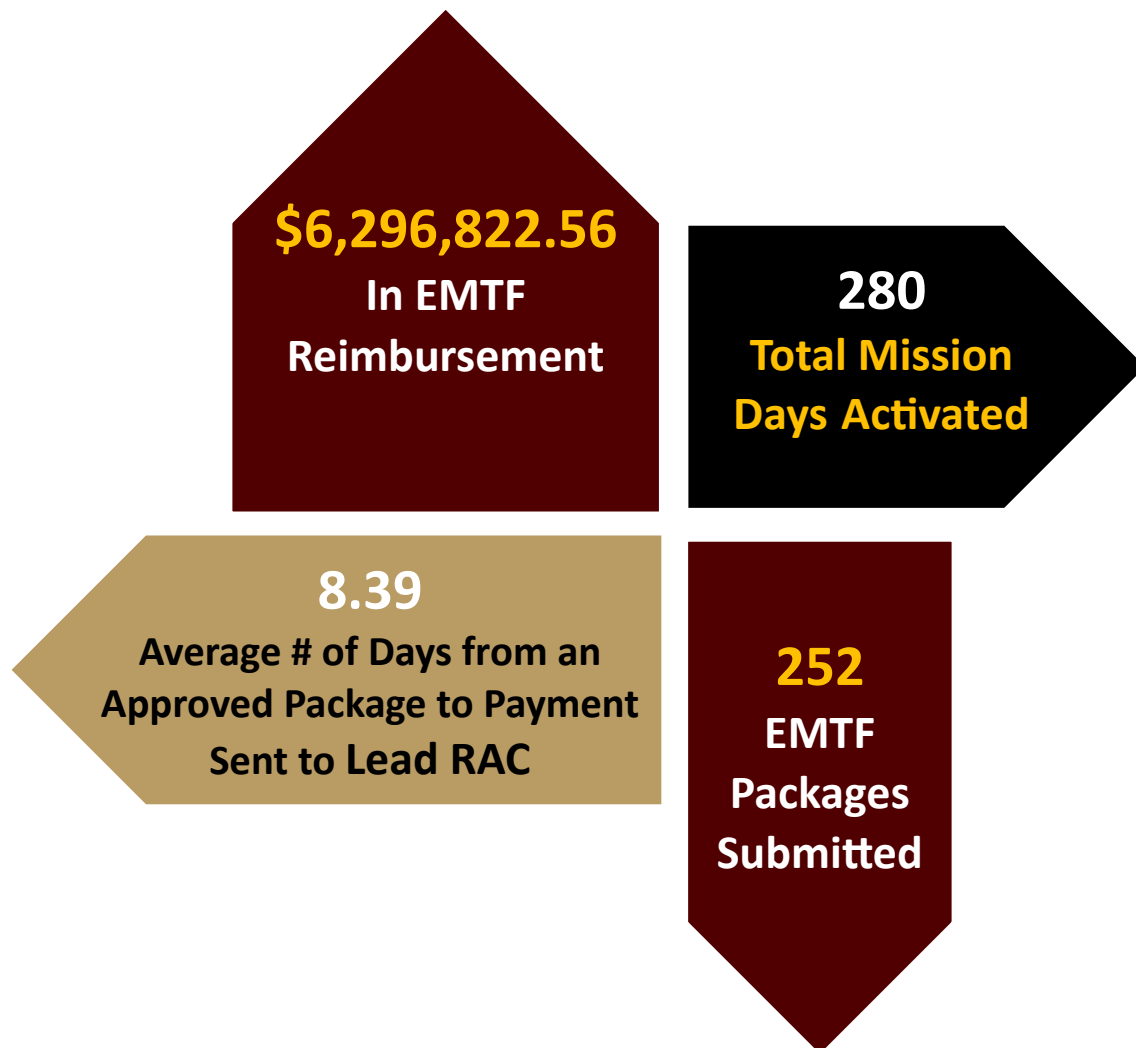 $6,296,822.56
In EMTF
Reimbursement
280
Total Mission
Days Activated
8.39
Average # of Days from an
Approved Package to Payment
Sent to Lead RAC
252
EMTF
Packages
Submitted